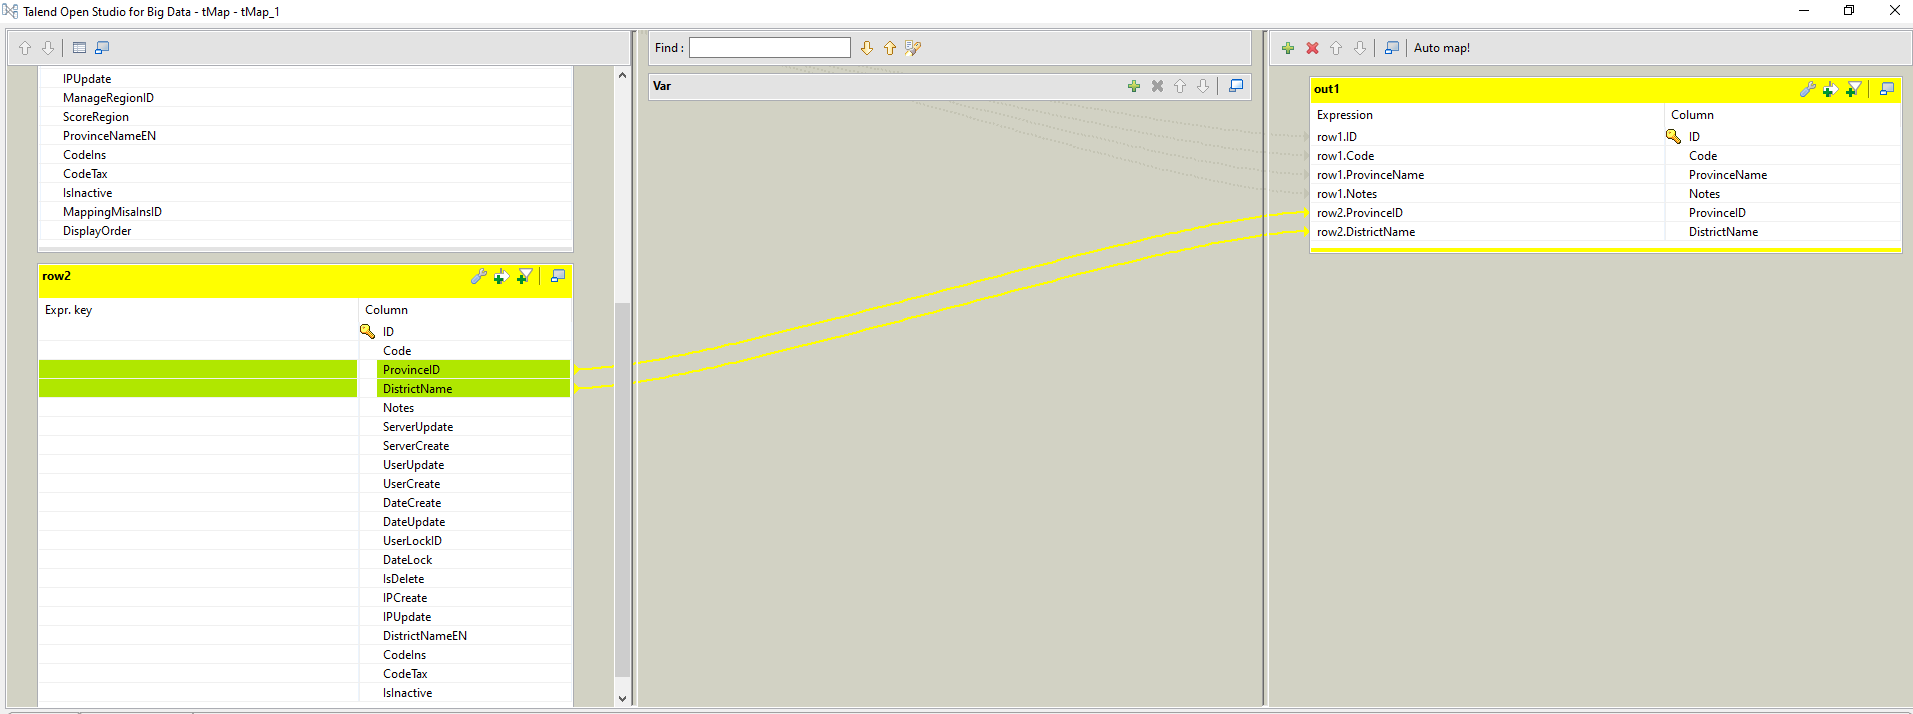 Talend Open Studio for Big Data - tMap - tMap_1
Find :
Auto map!
IPUpdate
ManageRegionID
ScoreRegion
ProvinceNameEN
CodeIns
CodeTax
IsInactive
MappingMisaInsID
DisplayOrder
row2
Expr. key Column
ID
Code
ProvinceID
DistrictName
Notes
ServerUpdate
ServerCreate
UserUpdate
UserCreate
DateCreate
DateUpdate
UserLockID
DateLock
IsDelete
IPCreate
IPUpdate
DistrictNameEN
CodeIns
CodeTax
IsInactive
Var
out1
Expression Column
row1.ID ID
row1.Code Code
row1.ProvinceName ProvinceName
row1.Notes Notes
row2.ProvinceID ProvinceID
row2.DistrictName DistrictName